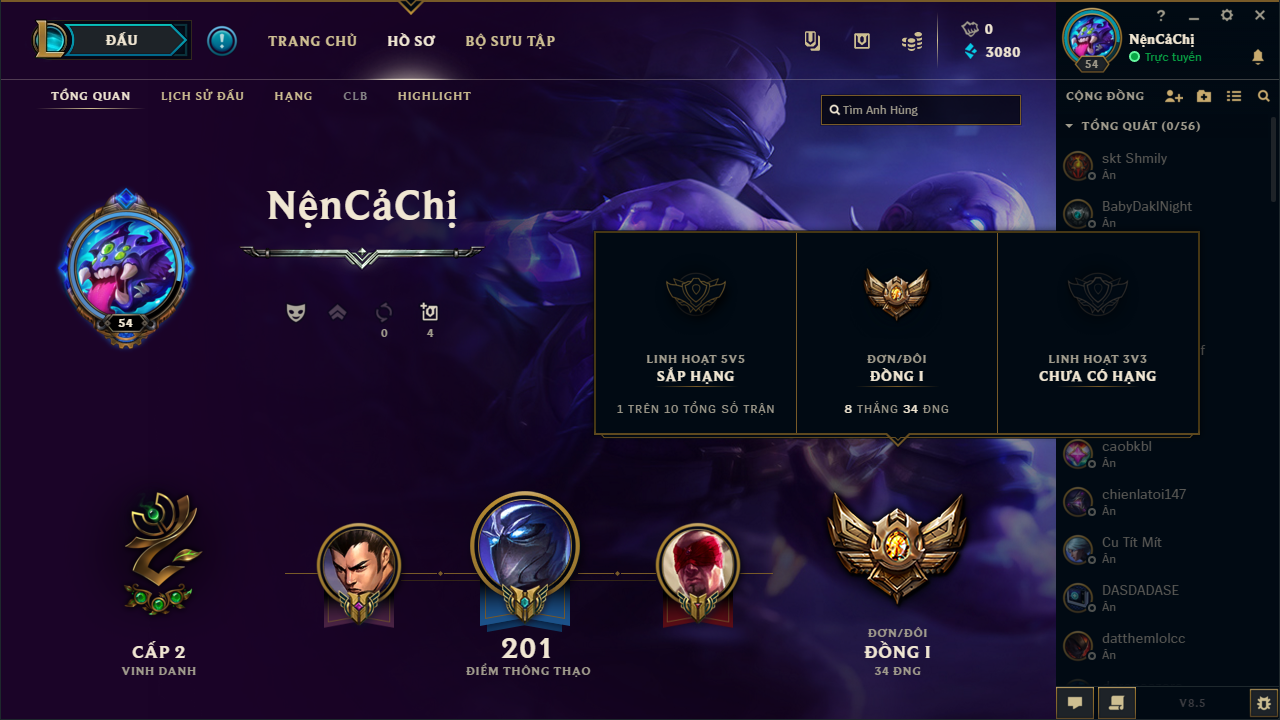 ĐẤU
TRANG CHỦ
HỒ SƠ
BỘ SƯU TẬP
0
3080
?
NệnCảChị
Trực tuyến
54
TỔNG QUAN
LỊCH SỬ ĐẤU
HẠNG
CLB
HIGHLIGHT
Tìm Anh Hùng
CỘNG ĐỒNG
TỔNG QUÁT (0/56)
skt Shmily
Ẩn
BabyDaklNight
Ẩn
NệnCảChị
54
0
4
LINH HOẠT 5V5
SẮP HẠNG
1 TRÊN 10 TỔNG SỐ TRẬN
ĐƠN/ĐÔI
ĐỒNG I
8 THẮNG 34 ĐNG
LINH HOẠT 3V3
CHƯA CÓ HẠNG
f
caobkbl
Ẩn
chienlatoi147
Ẩn
Cu Tít Mít
Ẩn
DASDADASE
Ẩn
datthemlolcc
Ẩn
CẤP 2
VINH DANH
201
ĐIỂM THÔNG THẠO
ĐƠN/ĐÔI
ĐỒNG I
34 ĐNG
V8.5